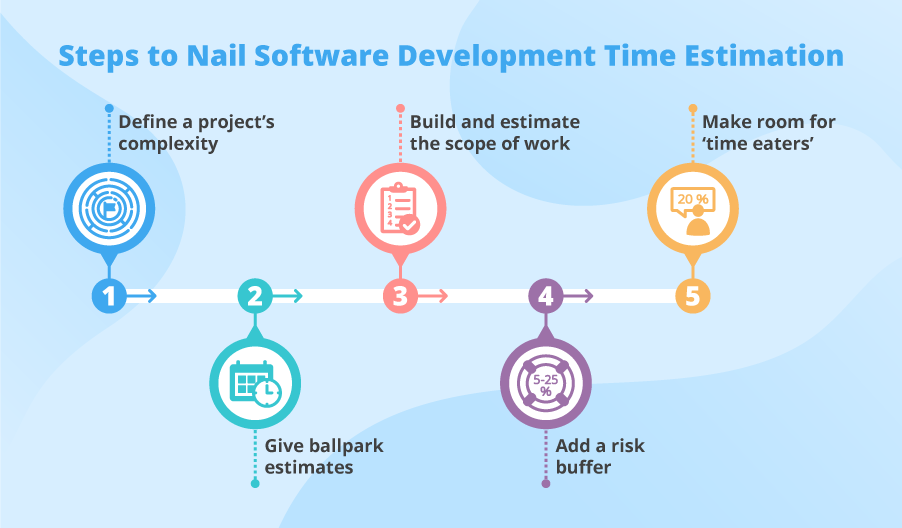 Steps to Nail Software Development Time Estimation
Define a project's
complexity
Build and estimate
the scope of work
Make room for
‘time eaters’
1
2
3
4
20 %
1
2
3
4
5
5-25
%
Give ballpark
estimates
Add a risk
buffer